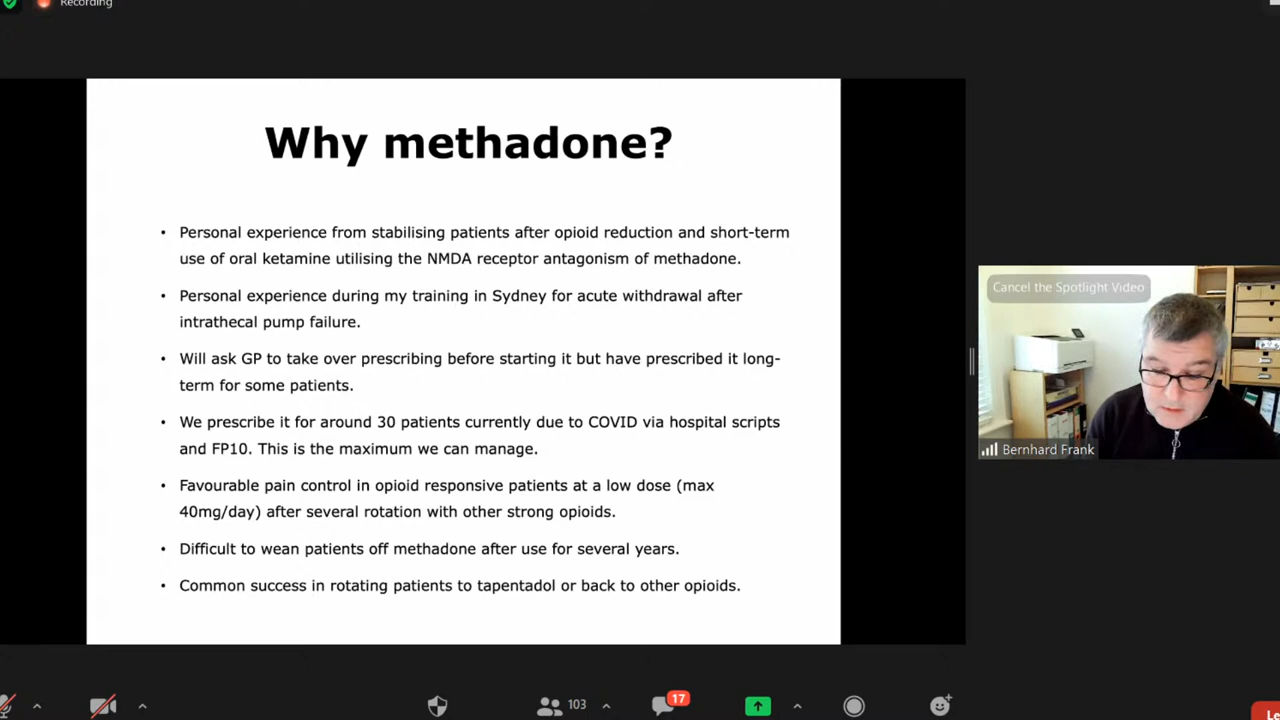 Recording
Why methadone?
• Personal experience from stabilising patients after opioid reduction and short-term
use of oral ketamine utilising the NMDA receptor antagonism of methadone.
• Personal experience during my training in Sydney for acute withdrawal after
intrathecal pump failure.
• Will ask GP to take over prescribing before starting it but have prescribed it long-
term for some patients.
• We prescribe it for around 30 patients currently due to COVID via hospital scripts
and FP10. This is the maximum we can manage.
• Favourable pain control in opioid responsive patients at a low dose (max
40mg/day) after several rotation with other strong opioids.
• Difficult to wean patients off methadone after use for several years.
• Common success in rotating patients to tapentadol or back to other opioids.
Cancel the Spotlight Video
Bernhard Frank
103
17
Le